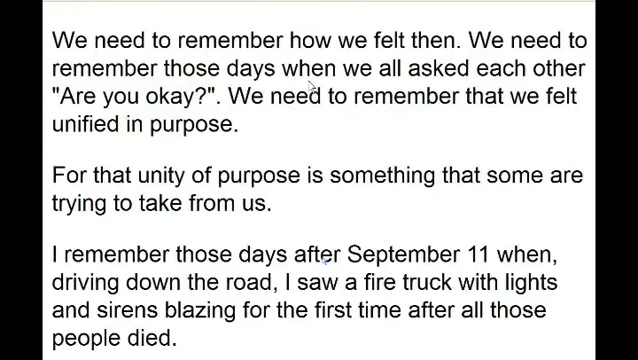 We need to remember how we felt then. We need to
remember those days when we all asked each other
"Are you okay?". We need to remember that we felt
unified in purpose.
For that unity of purpose is something that some are
trying to take from us.
I remember those days after September 11 when,
driving down the road, I saw a fire truck with lights
and sirens blazing for the first time after all those
people died.